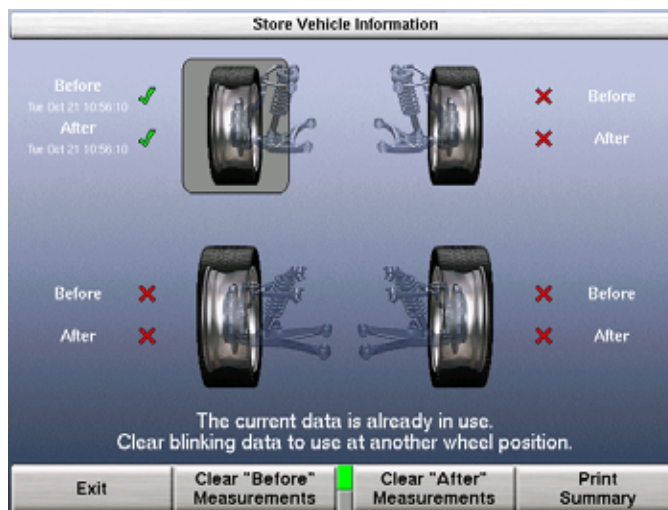 Store Vehicle Information
Before
Tue Oct 21 10:56:10
After
Tue Oct 21 10:56:10
Before
After
Before
After
Before
After
The current data is already in use.
Clear blinking data to use at another wheel position.
Exit
Clear "Before"
Measurements
Clear "After"
Measurements
Print
Summary